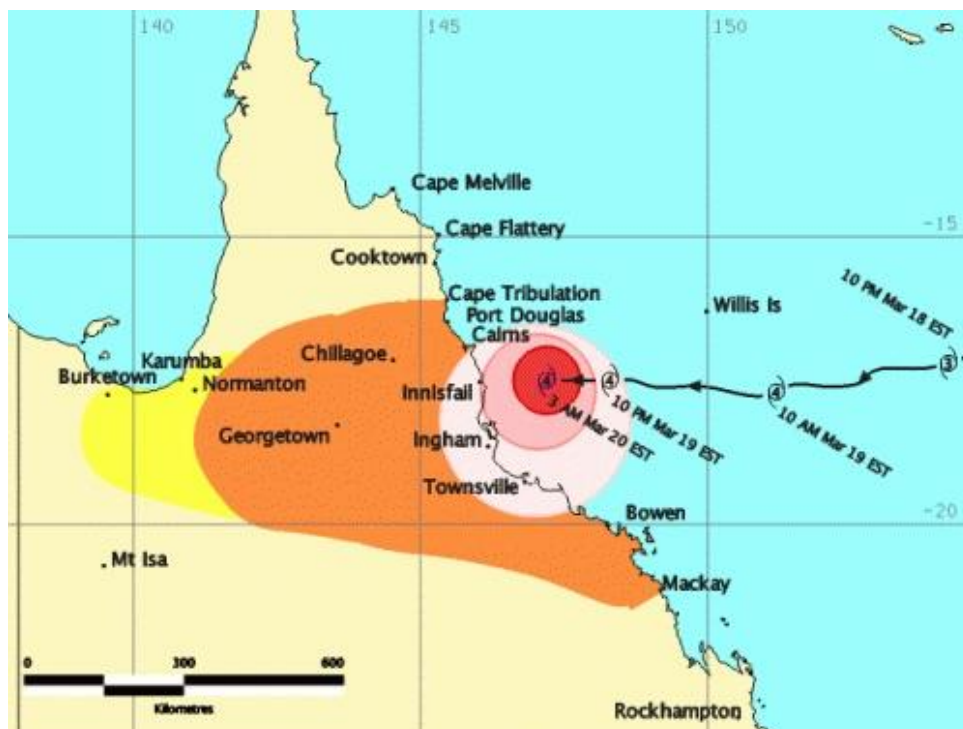 140
145
150
Cape Melville
-15
Cape Flattery
Cooktown
10 PM Mar 18 EST
Cape Tribulation
Willis Is
Port Douglas
Cairns
Chillagoe
Karumba
3
Burketown
Normanton
4
4
4
Innisfail
3 AM Mar 20 EST
10 PM Mar 19 EST
10 AM Mar 19 EST
Georgetown
Ingham
Townsville
Bowen
-20
Mt Isa
Mackay
0
300
600
Kilometres
Rockhampton